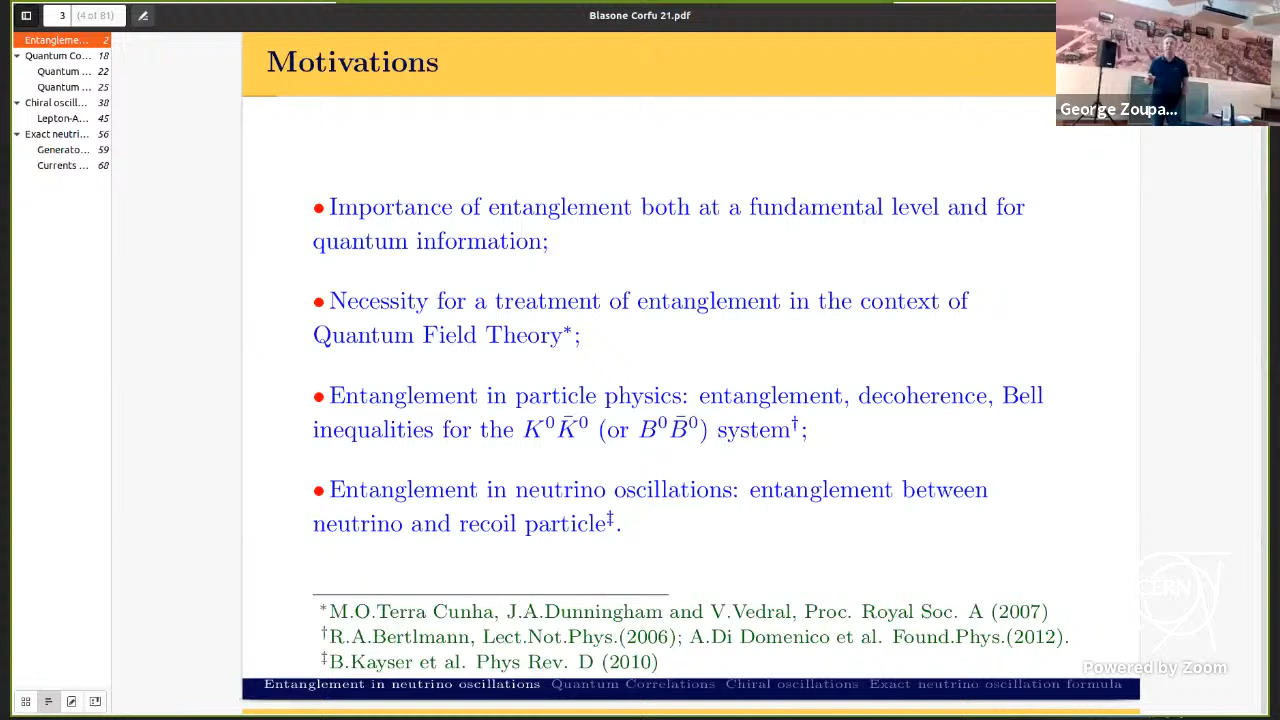 3 (4 of 81)
Blasone Corfu 21.pdf
Entangleme... 2
Quantum Co... 18
Quantum ... 22
Quantum ... 25
Chiral oscill... 38
Lepton-A... 45
Exact neutri... 56
Generato... 59
Currents ... 68
George Zoupa...
Motivations
•Importance of entanglement both at a fundamental level and for
quantum information;
•Necessity for a treatment of entanglement in the context of
Quantum Field Theory*;
•Entanglement in particle physics: entanglement, decoherence, Bell
inequalities for the K⁰K̄⁰ (or B⁰B̄⁰) system†;
•Entanglement in neutrino oscillations: entanglement between
neutrino and recoil particle‡.
*M.O.Terra Cunha, J.A.Dunningham and V.Vedral, Proc. Royal Soc. A (2007)
†R.A.Bertlmann, Lect.Not.Phys.(2006); A.Di Domenico et al. Found.Phys.(2012).
‡B.Kayser et al. Phys Rev. D (2010)
Entanglement in neutrino oscillations Quantum Correlations Chiral oscillations Exact neutrino oscillation formula
CERN
Powered by Zoom